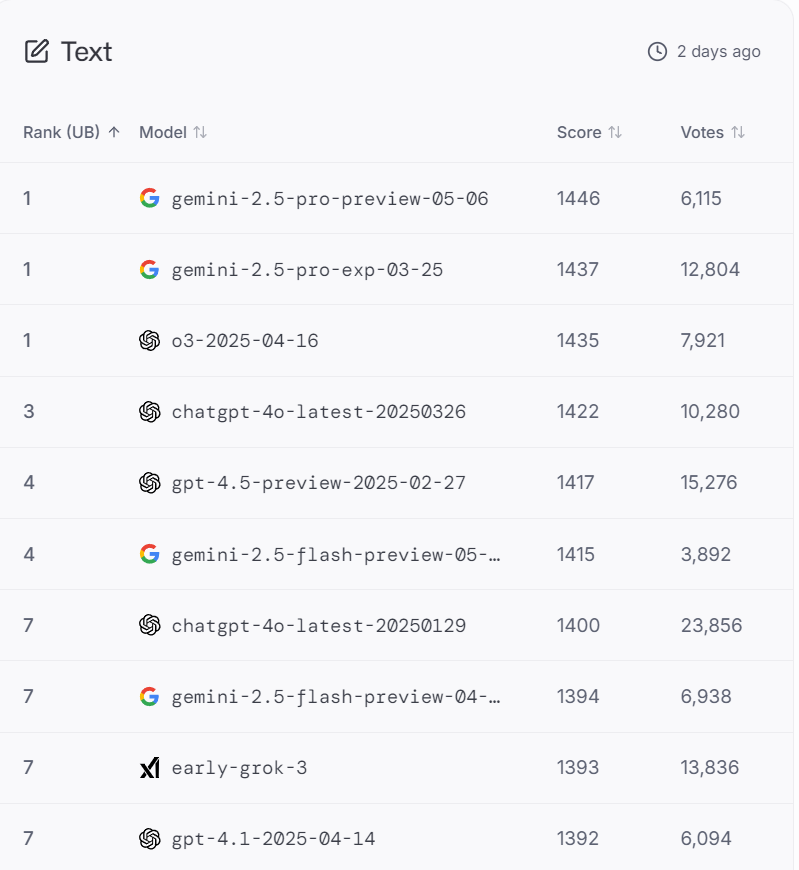 Text
2 days ago
Rank (UB) Model Score Votes
1 gemini-2.5-pro-preview-05-06 1446 6,115
1 gemini-2.5-pro-exp-03-25 1437 12,804
1 o3-2025-04-16 1435 7,921
3 chatgpt-4o-latest-20250326 1422 10,280
4 gpt-4.5-preview-2025-02-27 1417 15,276
4 gemini-2.5-flash-preview-05-… 1415 3,892
7 chatgpt-4o-latest-20250129 1400 23,856
7 gemini-2.5-flash-preview-04-… 1394 6,938
7 early-grok-3 1393 13,836
7 gpt-4.1-2025-04-14 1392 6,094